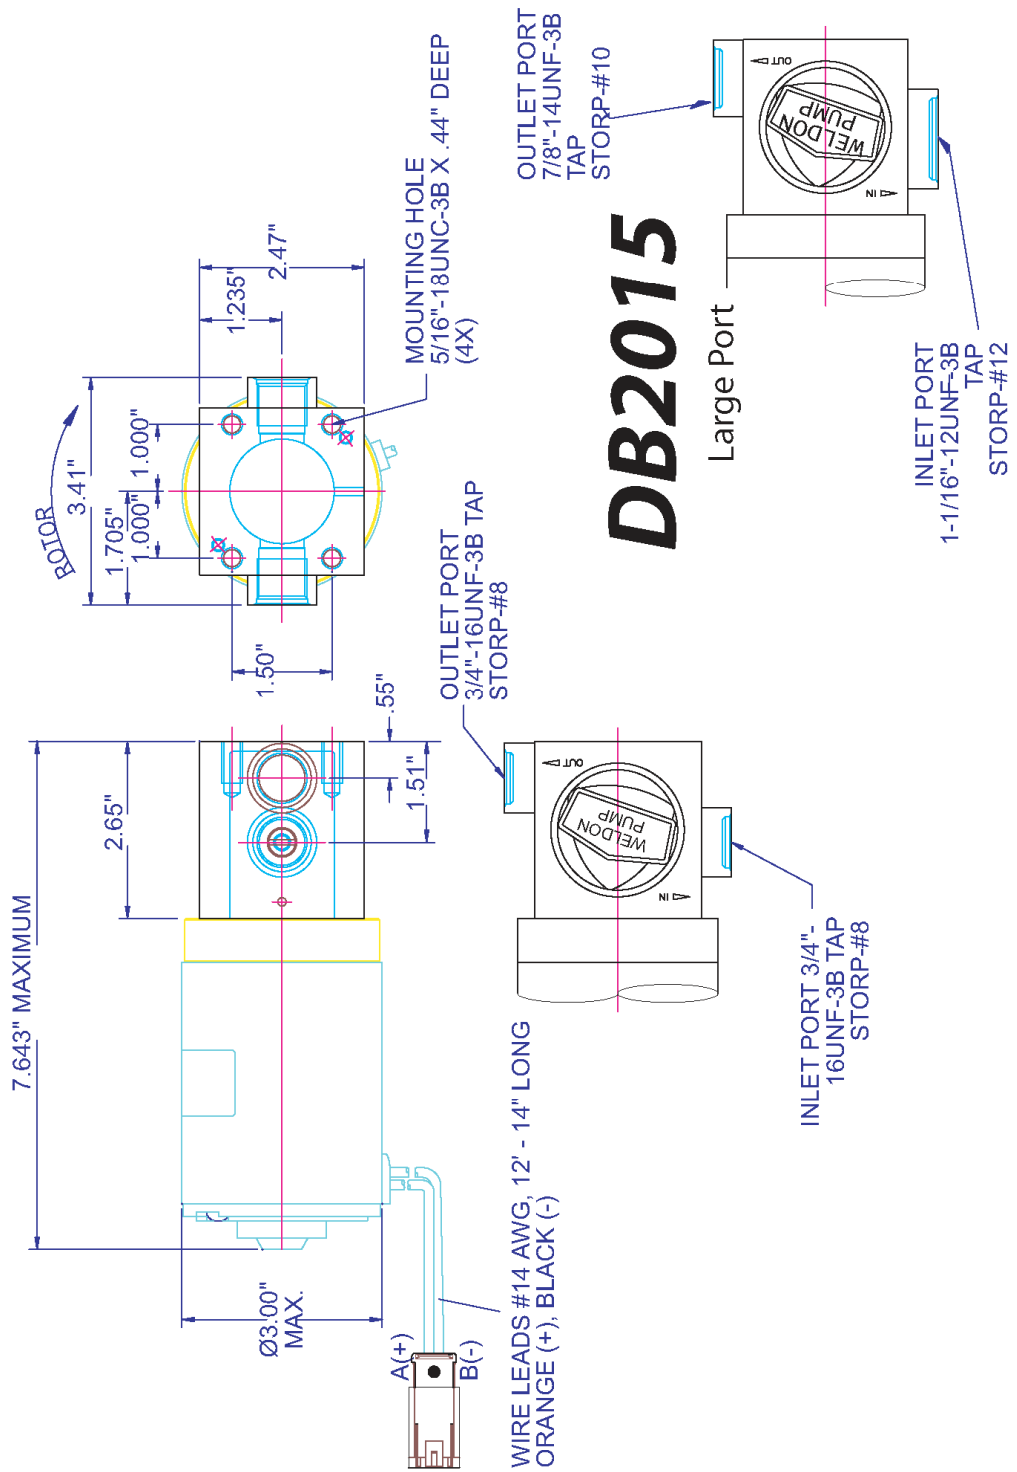 7.643" MAXIMUM
2.65"
Ø3.00"
MAX.
A(+)
B(-)
WIRE LEADS #14 AWG, 12' - 14" LONG
ORANGE (+), BLACK (-)
.55"
1.51"
ROTOR
3.41"
1.705"
1.000"
1.000"
1.50"
1.235"
2.47"
MOUNTING HOLE
5/16"-18UNC-3B X .44" DEEP
(4X)
OUTLET PORT
3/4"-16UNF-3B TAP
STORP-#8
OUT
WELDON
PUMP
IN
INLET PORT 3/4"-
16UNF-3B TAP
STORP-#8
DB2015
Large Port
OUTLET PORT
7/8"-14UNF-3B
TAP
STORP-#10
OUT
WELDON
PUMP
IN
INLET PORT
1-1/16"-12UNF-3B
TAP
STORP-#12